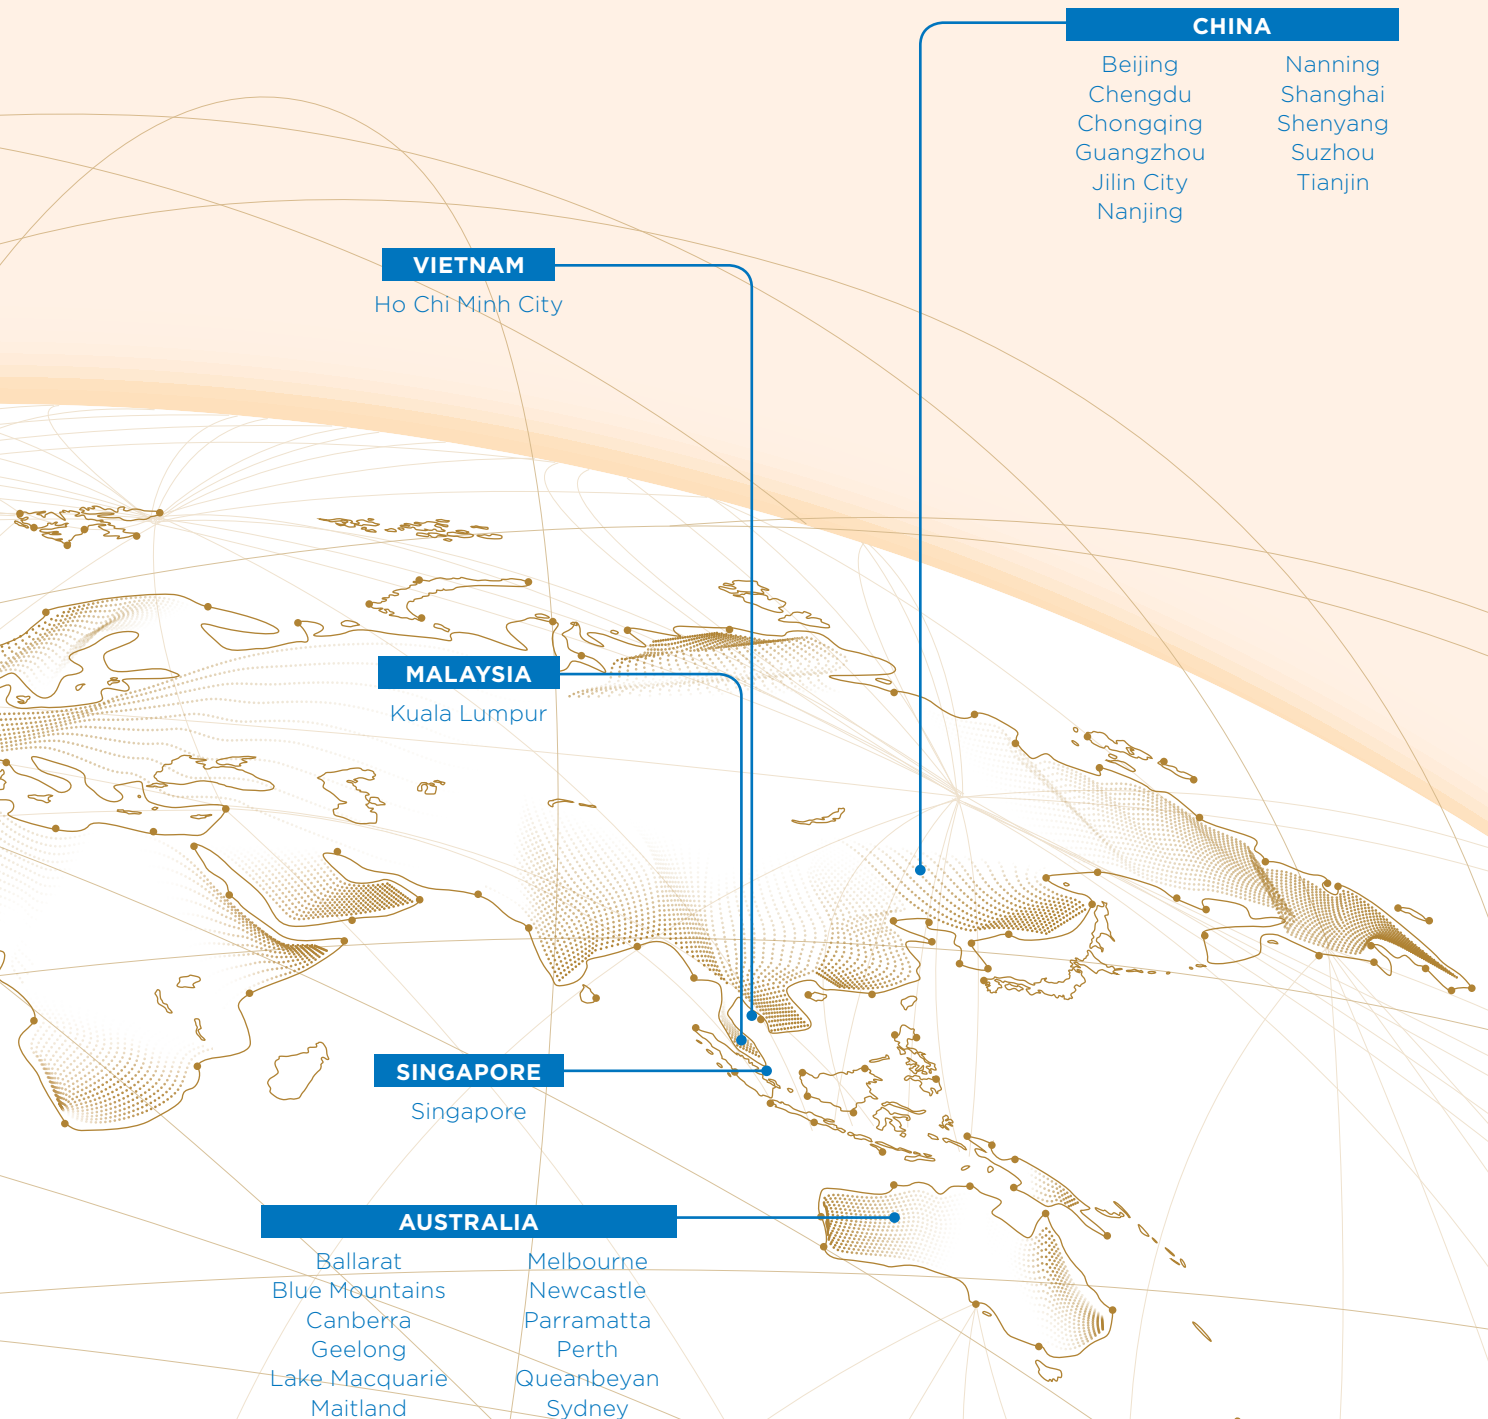 CHINA
Beijing
Chengdu
Chongqing
Guangzhou
Jilin City
Nanjing
Nanning
Shanghai
Shenyang
Suzhou
Tianjin
VIETNAM
Ho Chi Minh City
MALAYSIA
Kuala Lumpur
SINGAPORE
Singapore
AUSTRALIA
Ballarat
Blue Mountains
Canberra
Geelong
Lake Macquarie
Maitland
Melbourne
Newcastle
Parramatta
Perth
Queanbeyan
Sydney